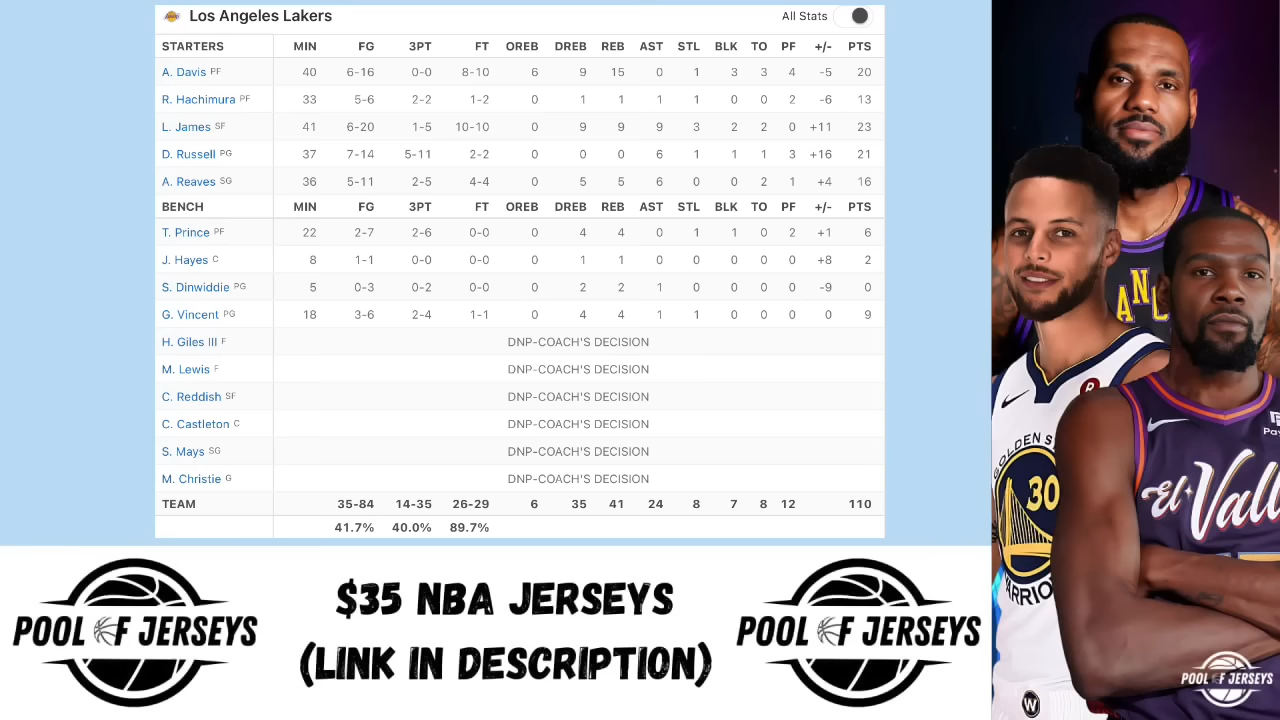 Los Angeles Lakers All Stats
STARTERS MIN FG 3PT FT OREB DREB REB AST STL BLK TO PF +/- PTS
A. Davis PF 40 6-16 0-0 8-10 6 9 15 0 1 3 3 4 -5 20
R. Hachimura PF 33 5-6 2-2 1-2 0 1 1 1 1 0 0 2 -6 13
L. James SF 41 6-20 1-5 10-10 0 9 9 9 3 2 2 0 +11 23
D. Russell PG 37 7-14 5-11 2-2 0 0 0 6 1 1 1 3 +16 21
A. Reaves SG 36 5-11 2-5 4-4 0 5 5 6 0 0 2 1 +4 16
BENCH MIN FG 3PT FT OREB DREB REB AST STL BLK TO PF +/- PTS
T. Prince PF 22 2-7 2-6 0-0 0 4 4 0 1 1 0 2 +1 6
J. Hayes C 8 1-1 0-0 0-0 0 1 1 0 0 0 0 0 +8 2
S. Dinwiddie PG 5 0-3 0-2 0-0 0 2 2 1 0 0 0 0 -9 0
G. Vincent PG 18 3-6 2-4 1-1 0 4 4 1 1 0 0 0 0 9
H. Giles III F DNP-COACH'S DECISION
M. Lewis F DNP-COACH'S DECISION
C. Reddish SF DNP-COACH'S DECISION
C. Castleton C DNP-COACH'S DECISION
S. Mays SG DNP-COACH'S DECISION
M. Christie G DNP-COACH'S DECISION
TEAM 35-84 14-35 26-29 6 35 41 24 8 7 8 12 110
41.7% 40.0% 89.7%
POOL OF JERSEYS
$35 NBA JERSEYS
(LINK IN DESCRIPTION)
POOL OF JERSEYS
GOLDEN S
30
ARRIO
W
El Vall
POOL OF JERSEYS